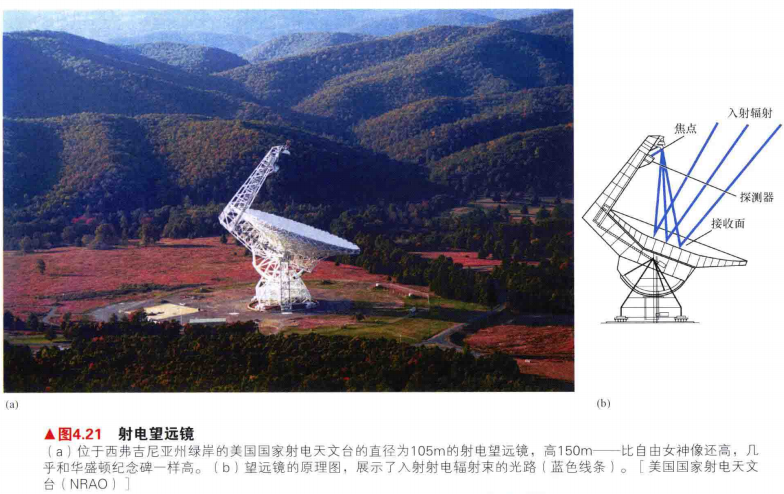 入射辐射
焦点
探测器
接收面
(a)
(b)
▲图4.21 射电望远镜
(a)位于西弗吉尼亚州绿岸的美国国家射电天文台的直径为105m的射电望远镜，高150m——比自由女神像还高，几
乎和华盛顿纪念碑一样高。(b)望远镜的原理图，展示了入射射电辐射束的光路（蓝色线条）。[美国国家射电天文
台（NRAO）]